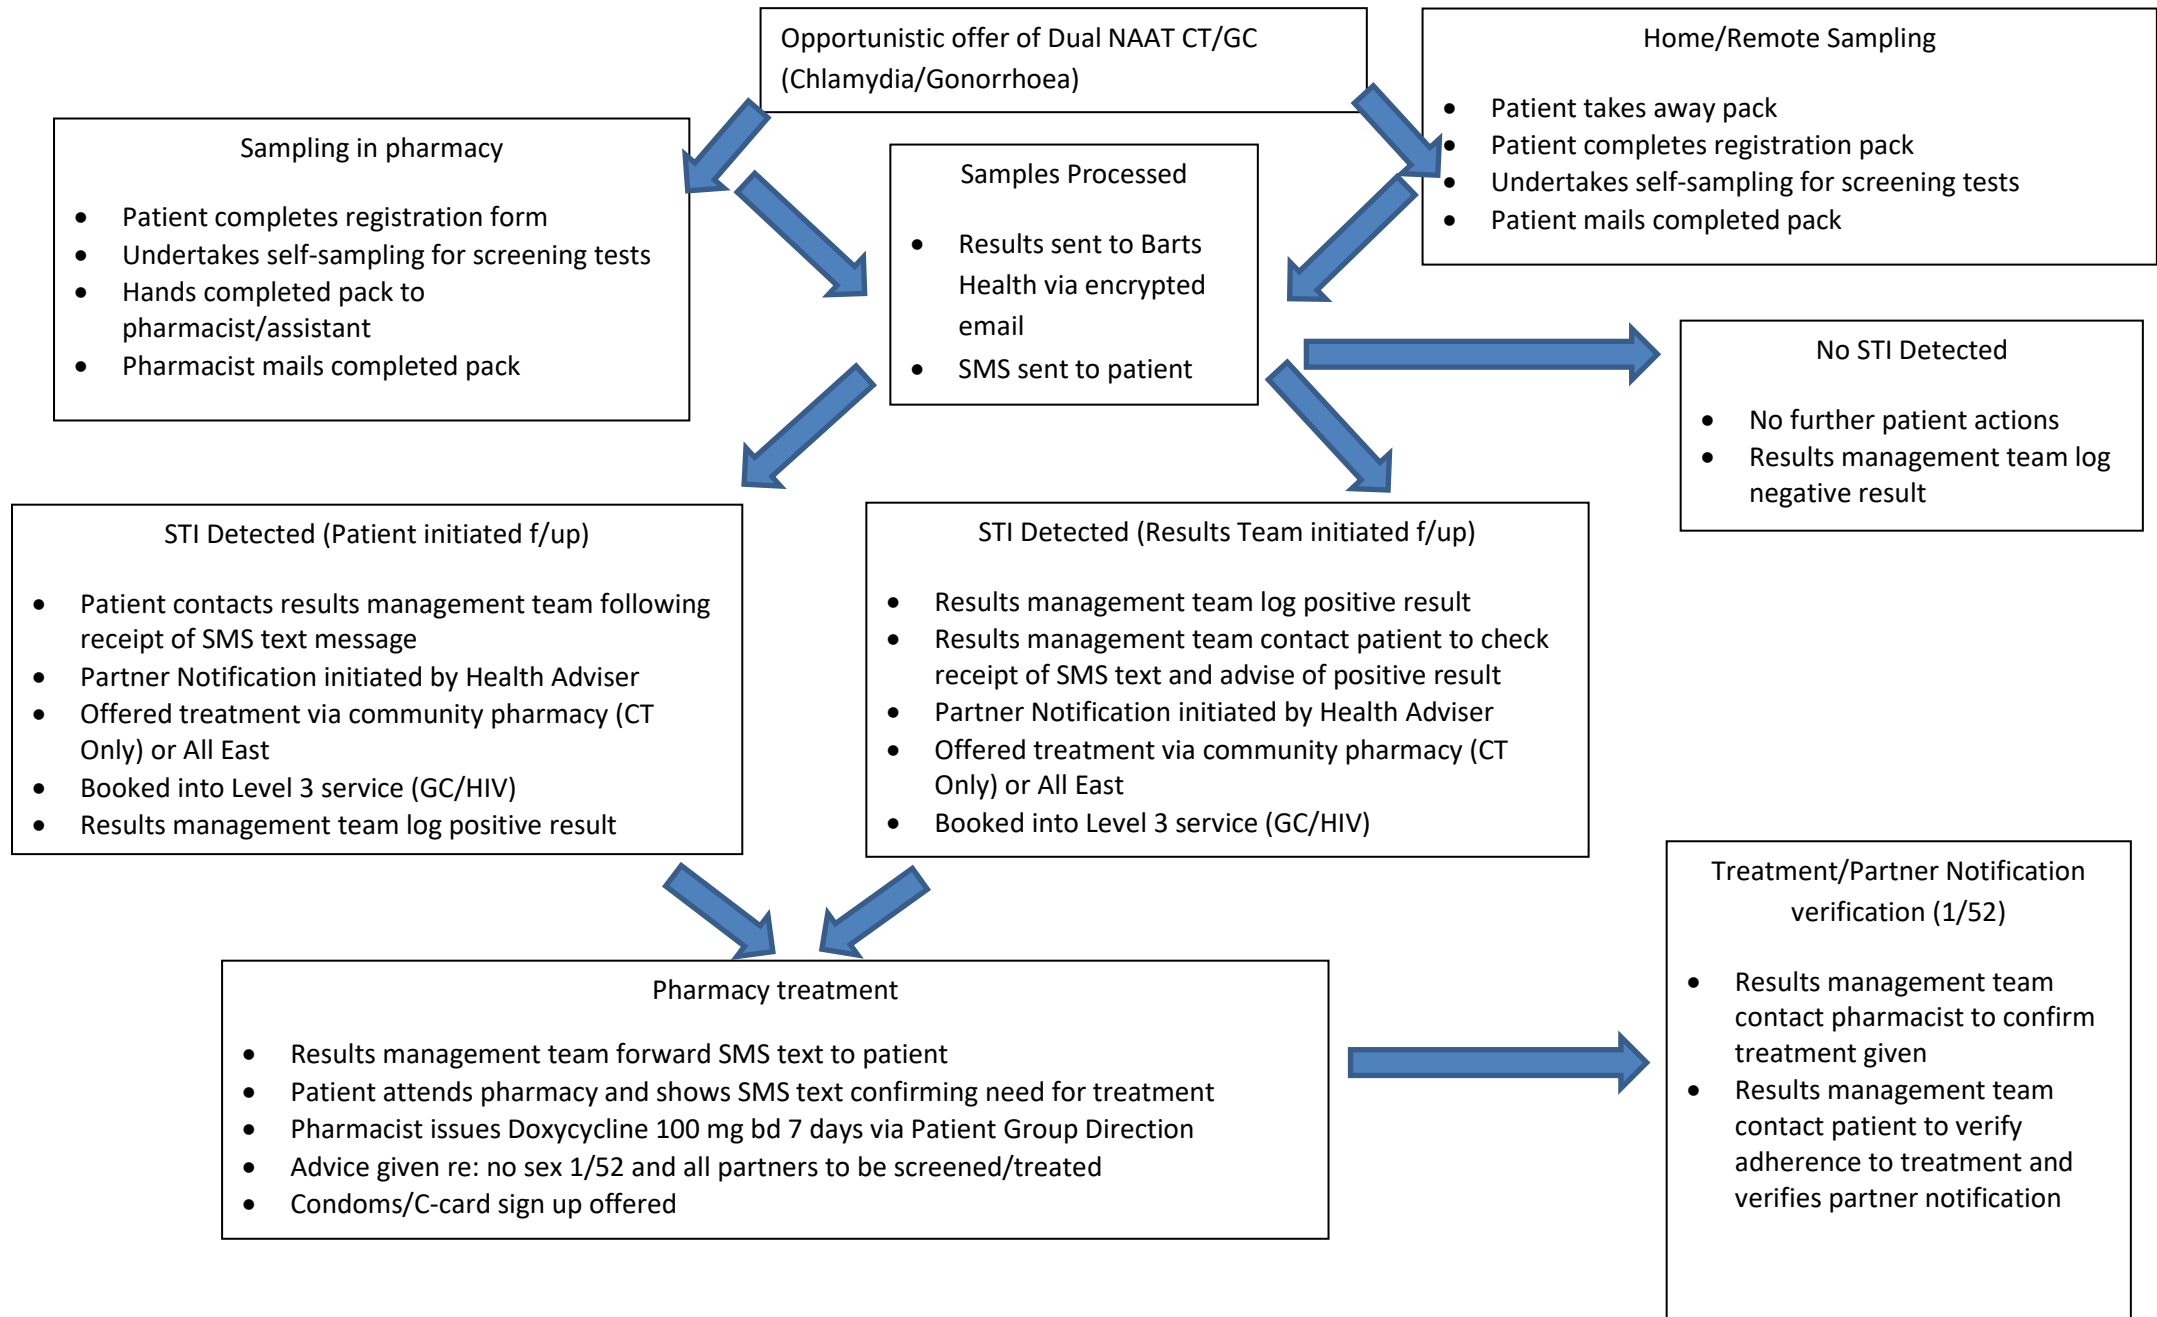 Opportunistic offer of Dual NAAT CT/GC
(Chlamydia/Gonorrhoea)
Sampling in pharmacy
• Patient completes registration form
• Undertakes self-sampling for screening tests
• Hands completed pack to
pharmacist/assistant
• Pharmacist mails completed pack
Samples Processed
• Results sent to Barts
Health via encrypted
email
• SMS sent to patient
Home/Remote Sampling
• Patient takes away pack
• Patient completes registration pack
• Undertakes self-sampling for screening tests
• Patient mails completed pack
No STI Detected
• No further patient actions
• Results management team log
negative result
STI Detected (Patient initiated f/up)
• Patient contacts results management team following
receipt of SMS text message
• Partner Notification initiated by Health Adviser
• Offered treatment via community pharmacy (CT
Only) or All East
• Booked into Level 3 service (GC/HIV)
• Results management team log positive result
STI Detected (Results Team initiated f/up)
• Results management team log positive result
• Results management team contact patient to check
receipt of SMS text and advise of positive result
• Partner Notification initiated by Health Adviser
• Offered treatment via community pharmacy (CT
Only) or All East
• Booked into Level 3 service (GC/HIV)
Pharmacy treatment
• Results management team forward SMS text to patient
• Patient attends pharmacy and shows SMS text confirming need for treatment
• Pharmacist issues Doxycycline 100 mg bd 7 days via Patient Group Direction
• Advice given re: no sex 1/52 and all partners to be screened/treated
• Condoms/C-card sign up offered
Treatment/Partner Notification
verification (1/52)
• Results management team
contact pharmacist to confirm
treatment given
• Results management team
contact patient to verify
adherence to treatment and
verifies partner notification